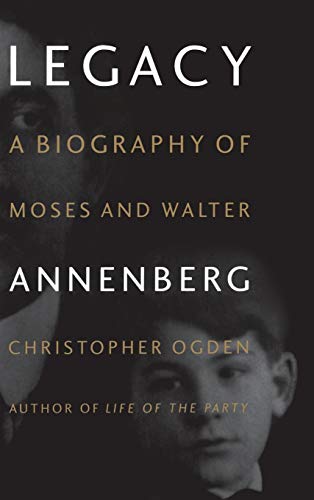 LEGACY
A BIOGRAPHY OF
MOSES AND WALTER
ANNENBERG
CHRISTOPHER OGDEN
AUTHOR OF LIFE OF THE PARTY